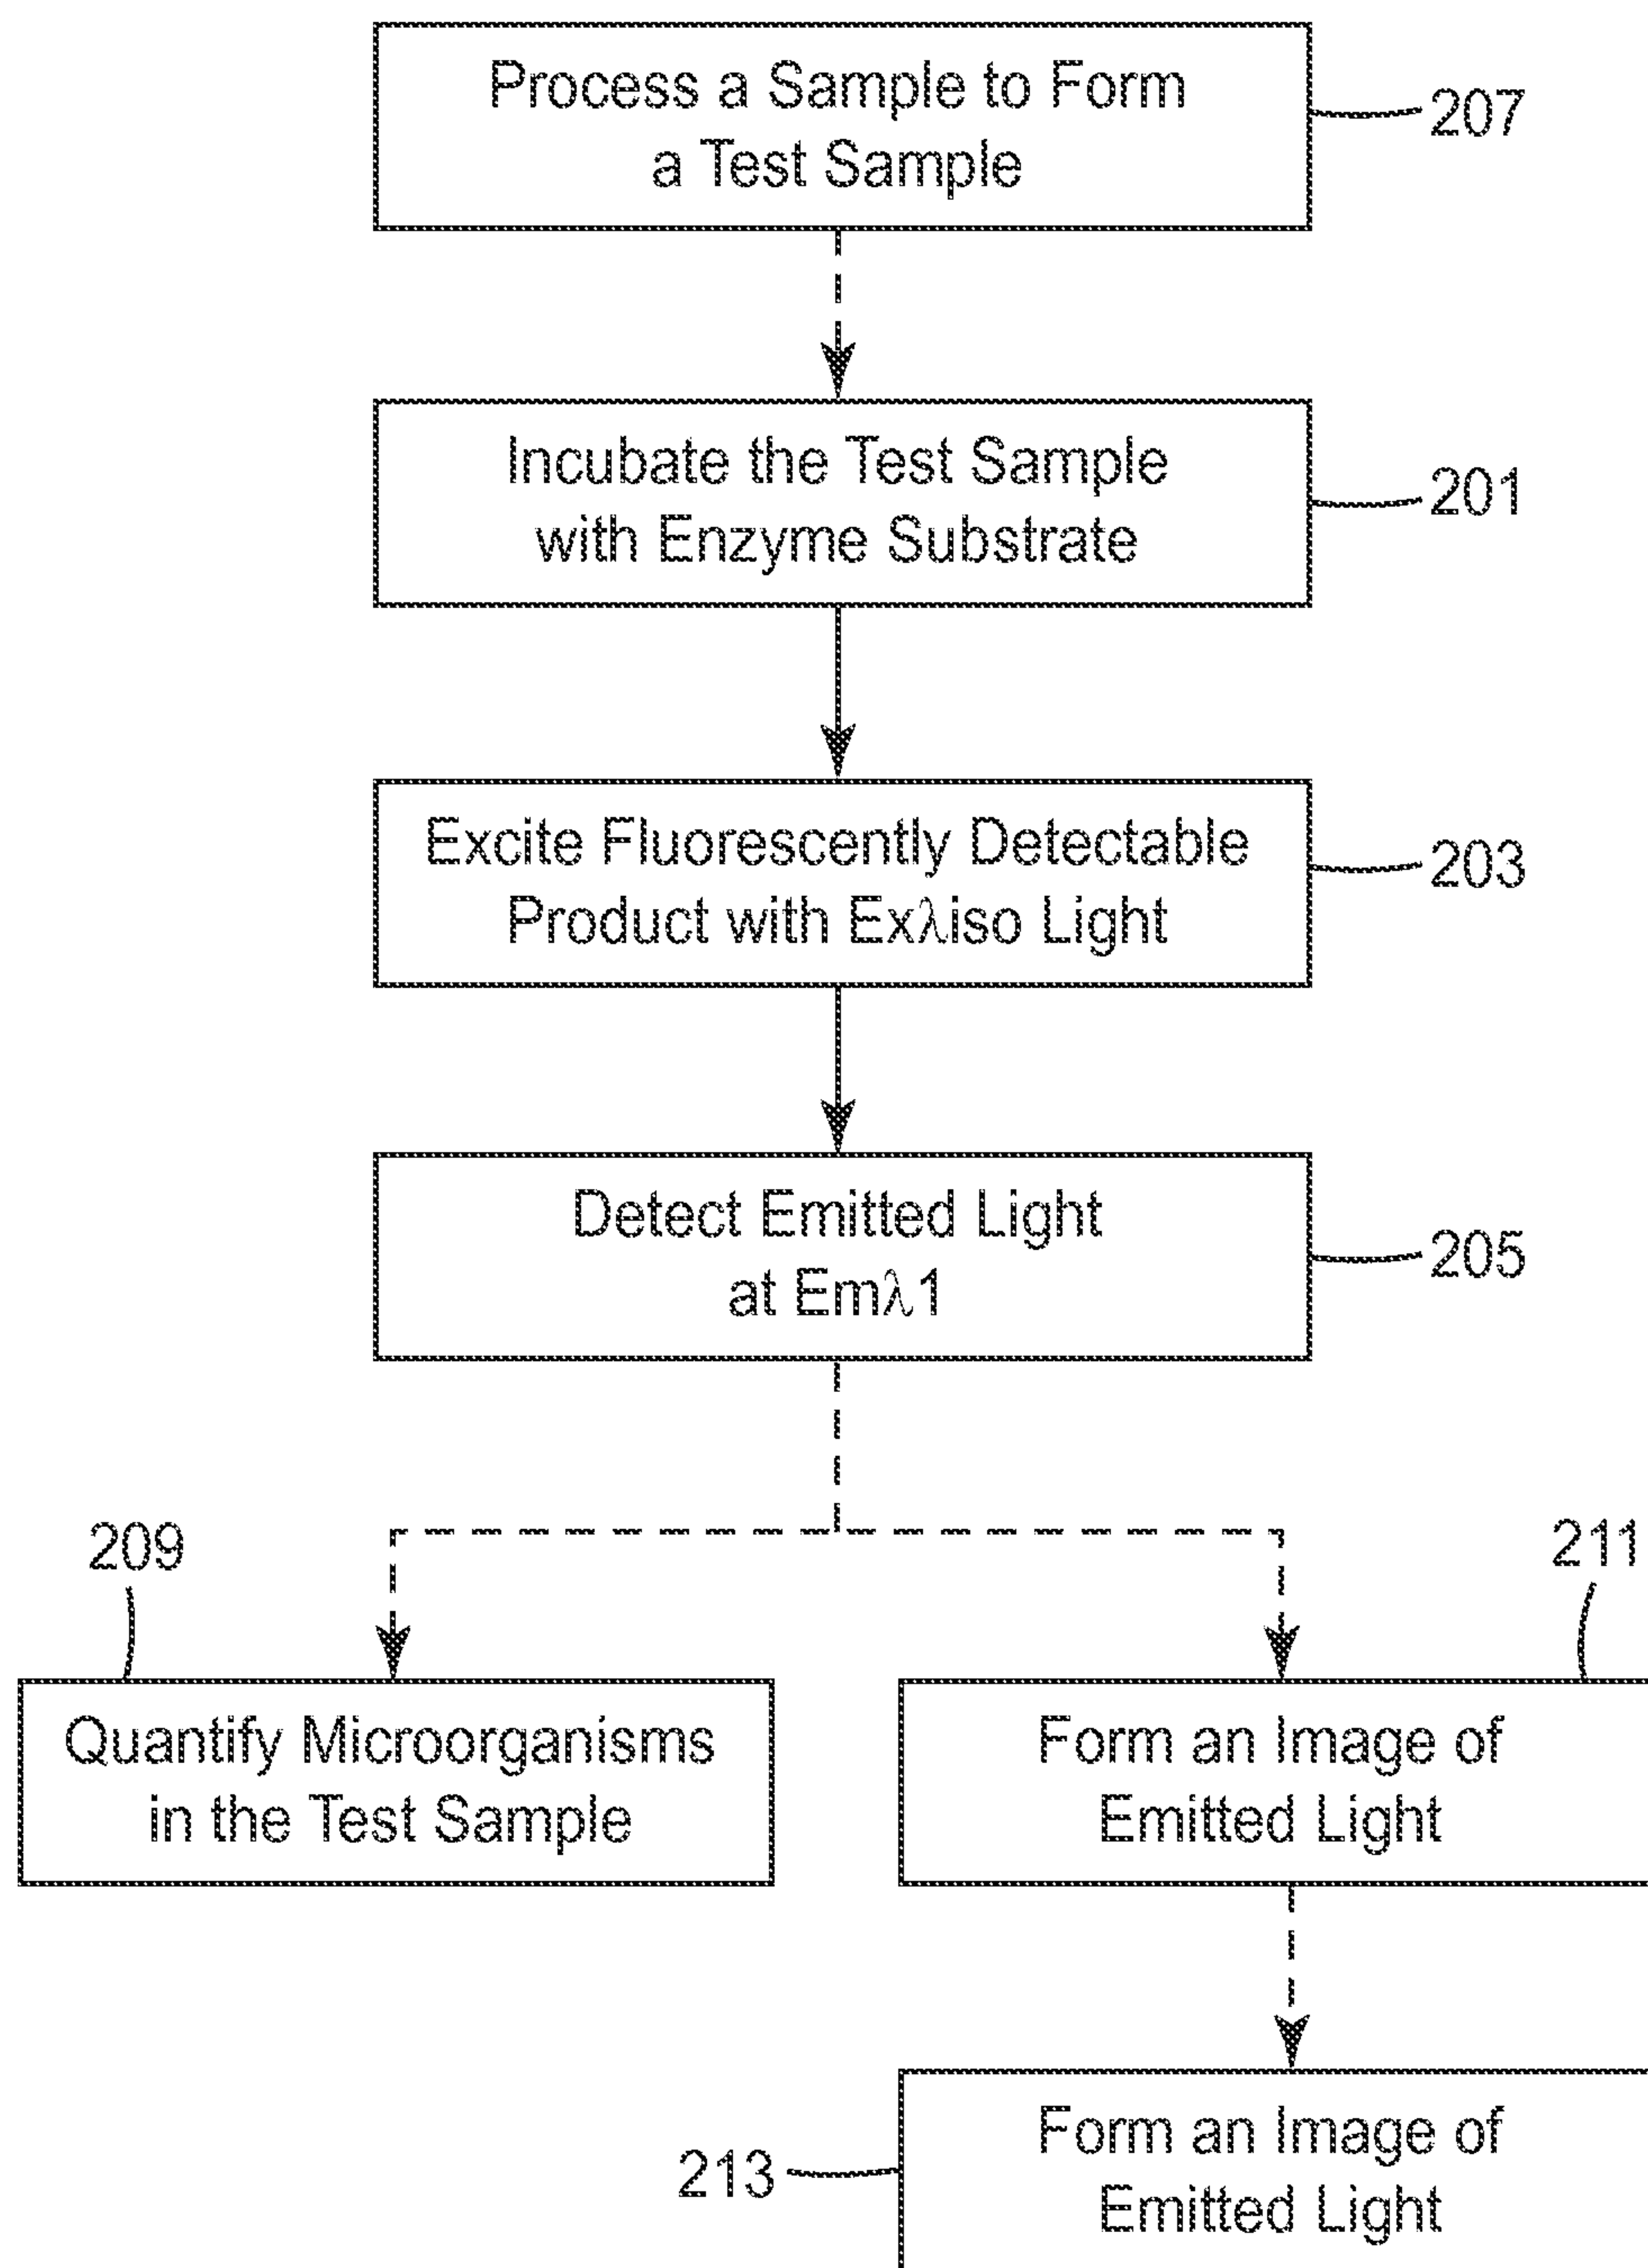 Process a Sample to Form
a Test Sample
207
Incubate the Test Sample
with Enzyme Substrate
201
Excite Fluorescently Detectable
Product with Exλiso Light
203
Detect Emitted Light
at Emλ1
205
209
211
Quantify Microorganisms
in the Test Sample
Form an Image of
Emitted Light
213
Form an Image of
Emitted Light